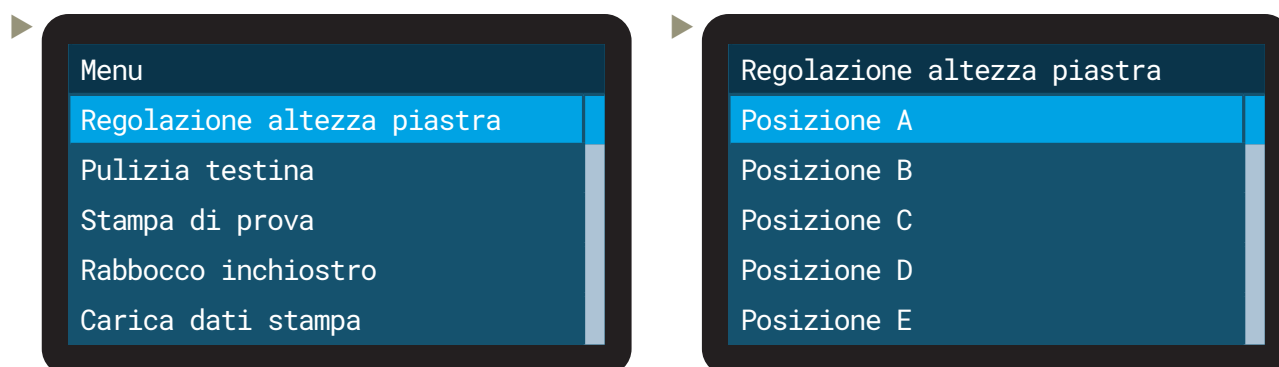 Menu
Regolazione altezza piastra
Pulizia testina
Stampa di prova
Rabbocco inchiostro
Carica dati stampa
Regolazione altezza piastra
Posizione A
Posizione B
Posizione C
Posizione D
Posizione E